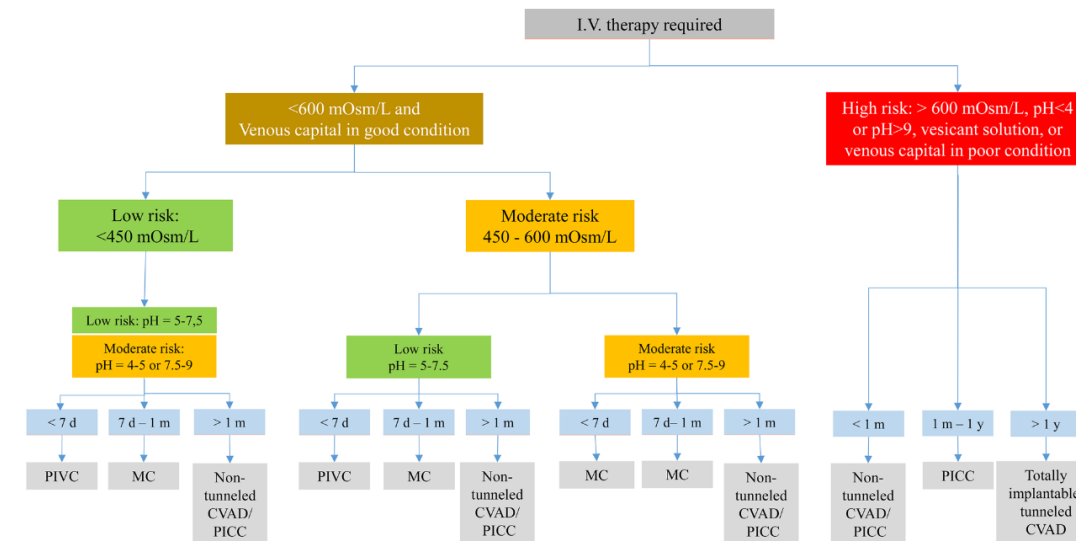 I.V. therapy required
<600 mOsm/L and
Venous capital in good condition
High risk: > 600 mOsm/L, pH<4
or pH>9, vesicant solution, or
venous capital in poor condition
Low risk:
<450 mOsm/L
Moderate risk
450 - 600 mOsm/L
Low risk: pH = 5-7,5
Moderate risk:
pH = 4-5 or 7.5-9
Low risk
pH = 5-7.5
Moderate risk
pH = 4-5 or 7.5-9
< 7 d
7 d – 1 m
> 1 m
< 7 d
7 d – 1 m
> 1 m
< 7 d
7 d– 1 m
> 1 m
< 1 m
1 m – 1 y
> 1 y
PIVC
MC
Non-
tunneled
CVAD/
PICC
PIVC
MC
Non-
tunneled
CVAD/
PICC
MC
MC
Non-
tunneled
CVAD/
PICC
Non-
tunneled
CVAD/
PICC
PICC
Totally
implantable
tunneled
CVAD